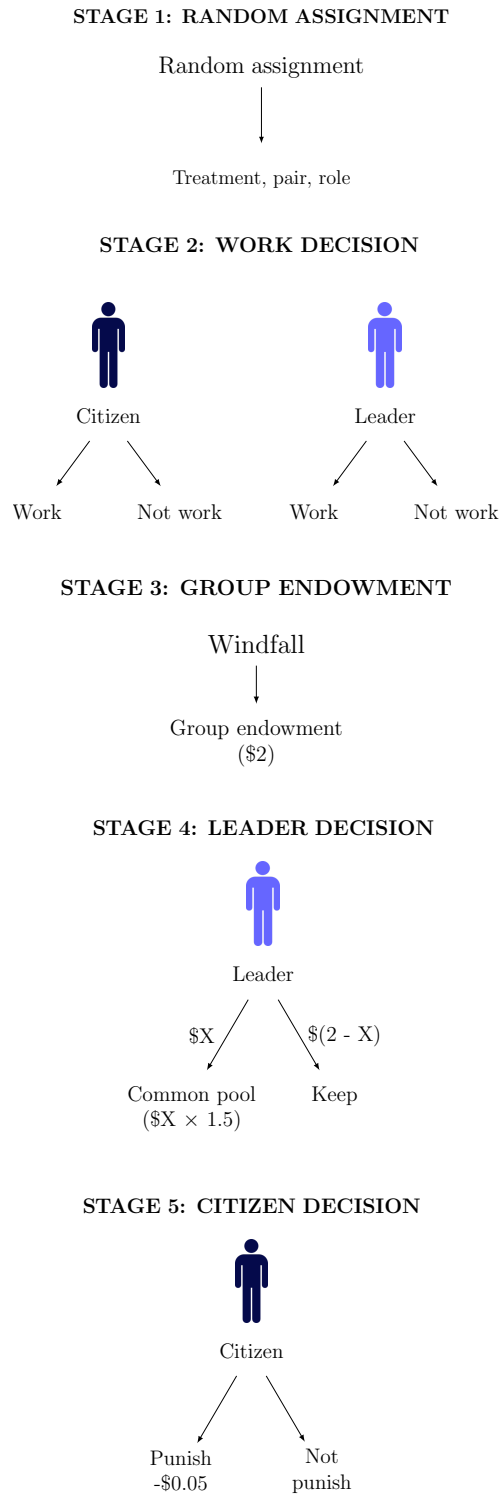 STAGE 1: RANDOM ASSIGNMENT
Random assignment
Treatment, pair, role
STAGE 2: WORK DECISION
Citizen
Leader
Work
Not work
Work
Not work
STAGE 3: GROUP ENDOWMENT
Windfall
Group endowment
($2)
STAGE 4: LEADER DECISION
Leader
$X
$(2 - X)
Common pool
($X × 1.5)
Keep
STAGE 5: CITIZEN DECISION
Citizen
Punish
-$0.05
Not
punish